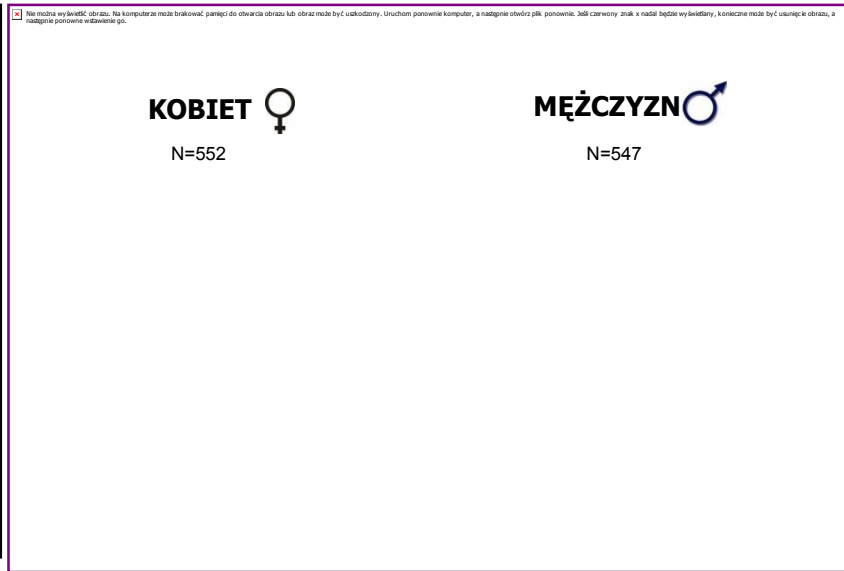 Nie można wyświetlić obrazu. Na komputerze może brakować pamięci do otwarcia obrazu lub obraz może być uszkodzony. Uruchom ponownie komputer, a następnie otwórz plik ponownie. Jeśli czerwony znak x nadal będzie wyświetlany, konieczne może być usunięcie obrazu, a
następnie ponowne wstawienie go.
KOBIET
MĘŻCZYZN
N=552
N=547